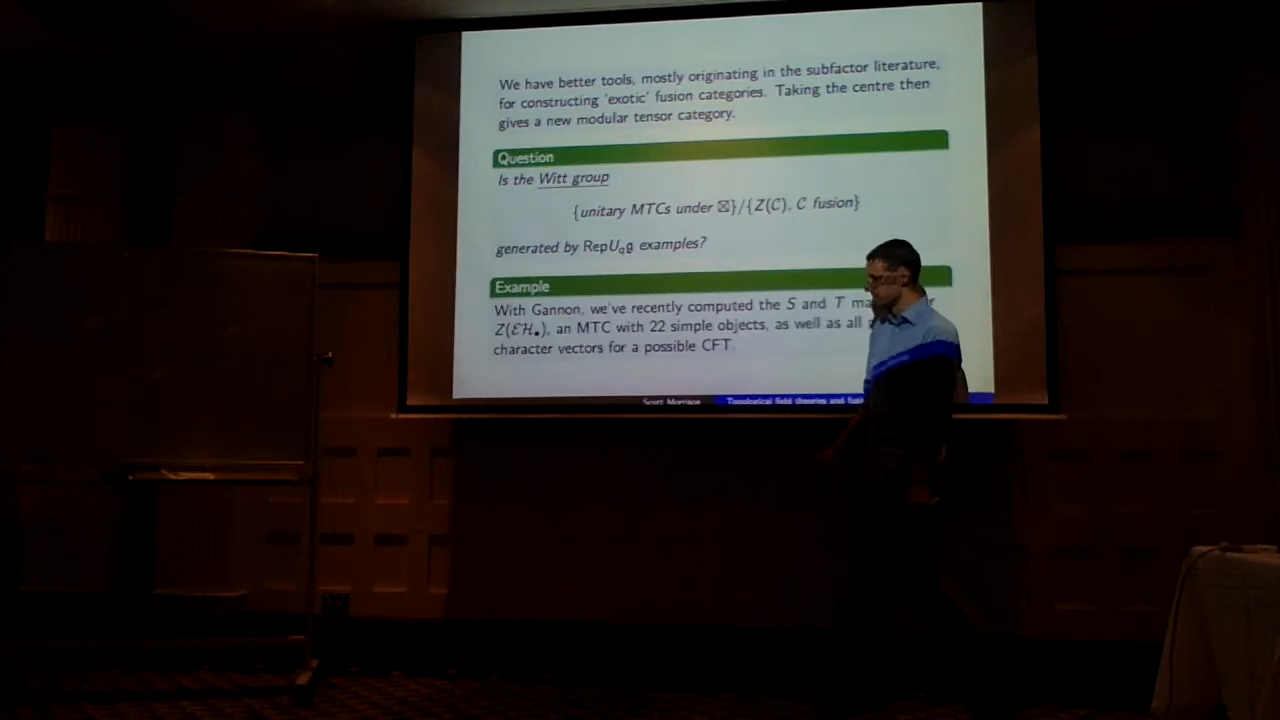 We have better tools, mostly originating in the subfactor literature,
for constructing ‘exotic’ fusion categories. Taking the centre then
gives a new modular tensor category.
Question
Is the Witt group
{unitary MTCs under ⊠}/{Z(C), C fusion}
generated by RepU_q𝔤 examples?
Example
With Gannon, we've recently computed the S and T
Z(ℰℋ•), an MTC with 22 simple objects, as well as all
character vectors for a possible CFT.
Scott Morrison Topological field theories and